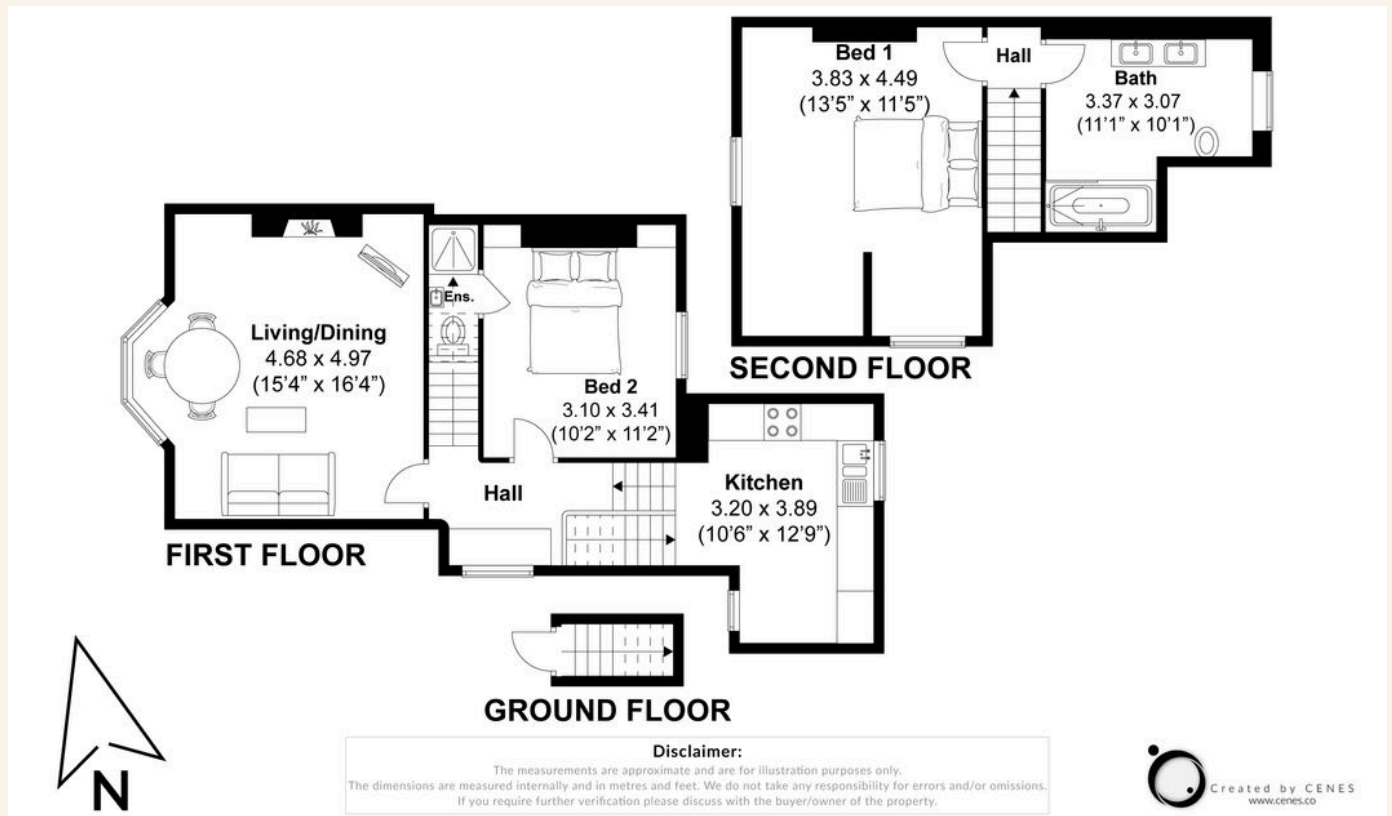 Bed 1
3.83 x 4.49
(13'5” x 11'5”)
Hall
Bath
3.37 x 3.07
(11'1” x 10'1”)
SECOND FLOOR
Living/Dining
4.68 x 4.97
(15'4” x 16'4”)
Ens.
Bed 2
3.10 x 3.41
(10'2” x 11'2”)
Hall
Kitchen
3.20 x 3.89
(10'6” x 12'9”)
FIRST FLOOR
GROUND FLOOR
N
Disclaimer:
The measurements are approximate and are for illustration purposes only.
The dimensions are measured internally and in metres and feet. We do not take any responsibility for errors and/or omissions.
If you require further verification please discuss with the buyer/owner of the property.
Created by CENES
www.cenes.co